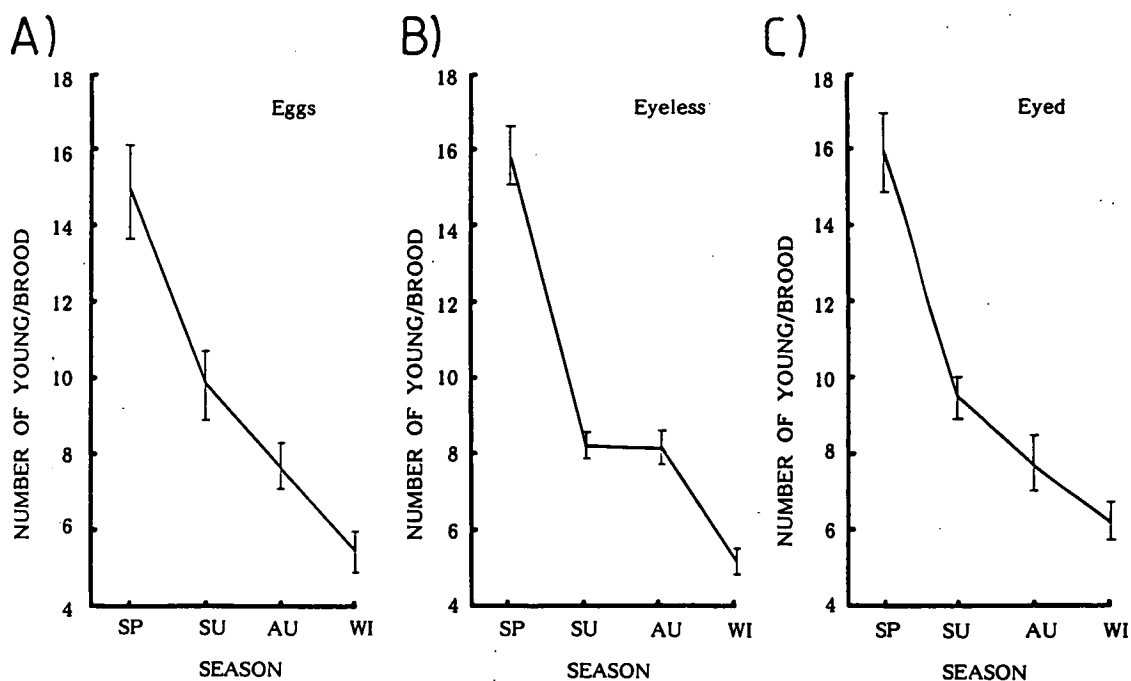 A)
NUMBER OF YOUNG/BROOD
18
16
14
12
10
8
6
4
Eggs
SP SU AU WI
SEASON
B)
NUMBER OF YOUNG/BROOD
18
16
14
12
10
8
6
4
Eyeless
SP SU AU WI
SEASON
C)
NUMBER OF YOUNG/BROOD
18
16
14
12
10
8
6
4
Eyed
SP SU AU WI
SEASON